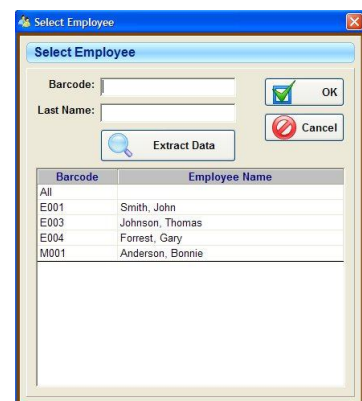 Select Employee
Select Employee
Barcode:
OK
Last Name:
Cancel
Extract Data
Barcode Employee Name
All
E001 Smith, John
E003 Johnson, Thomas
E004 Forrest, Gary
M001 Anderson, Bonnie